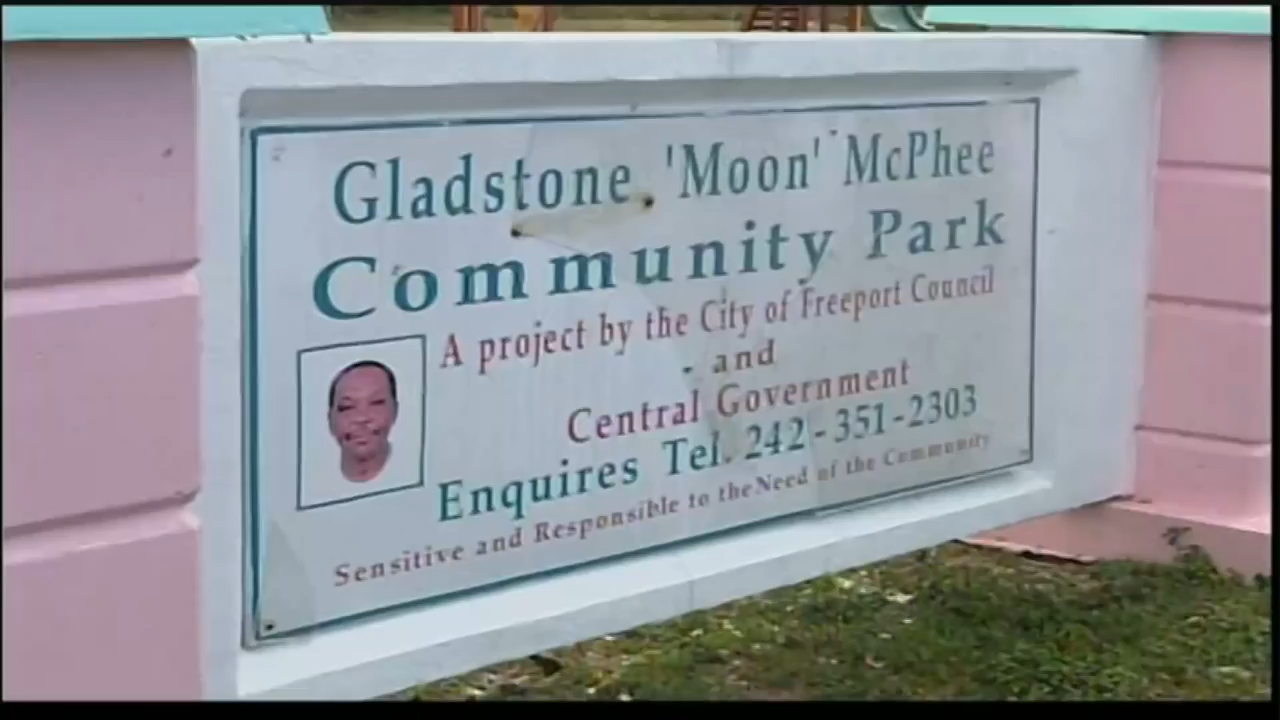 Gladstone 'Moon' McPhee
Community Park
A project by the City of Freeport Council
- and
Central Government
Enquires Tel. 242-351-2303
Sensitive and Responsible to the Need of the Community